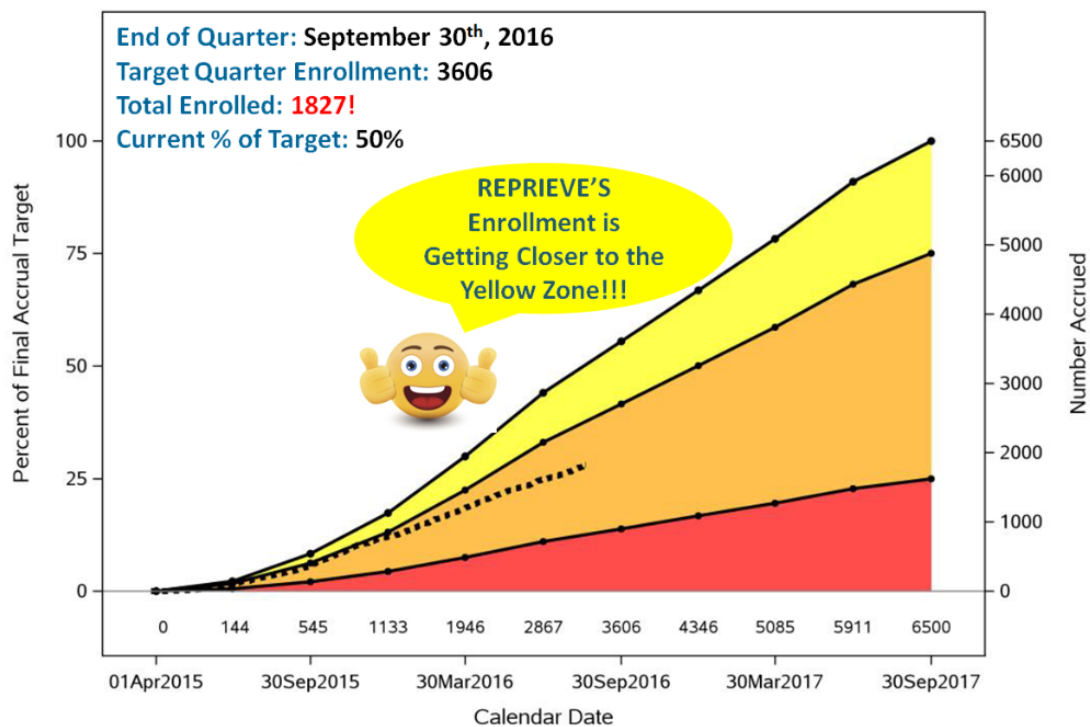 End of Quarter: September 30th, 2016
Target Quarter Enrollment: 3606
Total Enrolled: 1827!
Current % of Target: 50%
REPRIEVE'S
Enrollment is
Getting Closer to the
Yellow Zone!!!
Percent of Final Accrual Target
100
75
50
25
0
6500
6000
5000
4000
3000
2000
1000
0
Number Accrued
0 144 545 1133 1946 2867 3606 4346 5085 5911 6500
01Apr2015 30Sep2015 30Mar2016 30Sep2016 30Mar2017 30Sep2017
Calendar Date